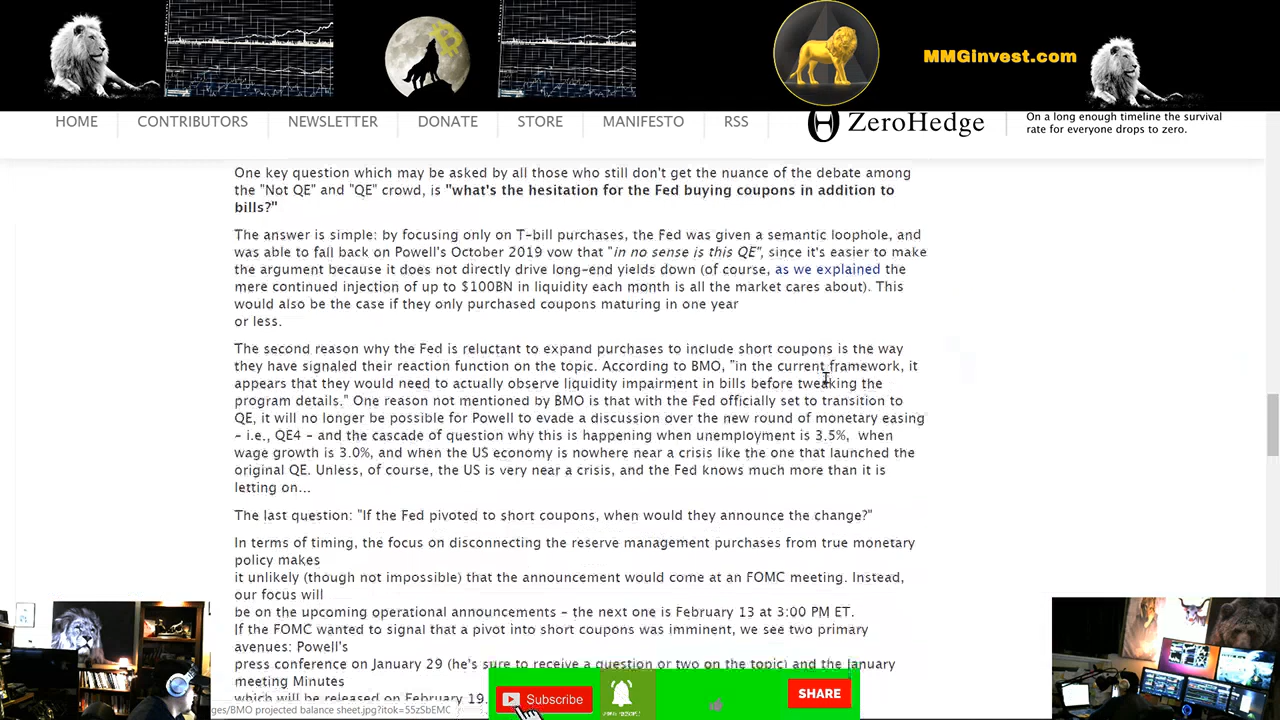 MMGinvest.com
HOME
CONTRIBUTORS
NEWSLETTER
DONATE
STORE
MANIFESTO
RSS
ZeroHedge
On a long enough timeline the survival
rate for everyone drops to zero.
One key question which may be asked by all those who still don't get the nuance of the debate among
the "Not QE" and "QE" crowd, is "what's the hesitation for the Fed buying coupons in addition to
bills?"
The answer is simple: by focusing only on T-bill purchases, the Fed was given a semantic loophole, and
was able to fall back on Powell's October 2019 vow that "in no sense is this QE", since it's easier to make
the argument because it does not directly drive long-end yields down (of course, as we explained the
mere continued injection of up to $100BN in liquidity each month is all the market cares about). This
would also be the case if they only purchased coupons maturing in one year
or less.
The second reason why the Fed is reluctant to expand purchases to include short coupons is the way
they have signaled their reaction function on the topic. According to BMO, "in the current framework, it
appears that they would need to actually observe liquidity impairment in bills before tweaking the
program details." One reason not mentioned by BMO is that with the Fed officially set to transition to
QE, it will no longer be possible for Powell to evade a discussion over the new round of monetary easing
- i.e., QE4 - and the cascade of question why this is happening when unemployment is 3.5%, when
wage growth is 3.0%, and when the US economy is nowhere near a crisis like the one that launched the
original QE. Unless, of course, the US is very near a crisis, and the Fed knows much more than it is
letting on...
The last question: "If the Fed pivoted to short coupons, when would they announce the change?"
In terms of timing, the focus on disconnecting the reserve management purchases from true monetary
policy makes
it unlikely (though not impossible) that the announcement would come at an FOMC meeting. Instead,
our focus will
be on the upcoming operational announcements - the next one is February 13 at 3:00 PM ET.
If the FOMC wanted to signal that a pivot into short coupons was imminent, we see two primary
avenues: Powell's
press conference on January 29 (he's sure to receive a question or two on the topic) and the January
meeting Minutes
which will be released on February 19.
Subscribe
SHARE
ges/BMO projected balance sheet.jpg?itok=55zSbEMC